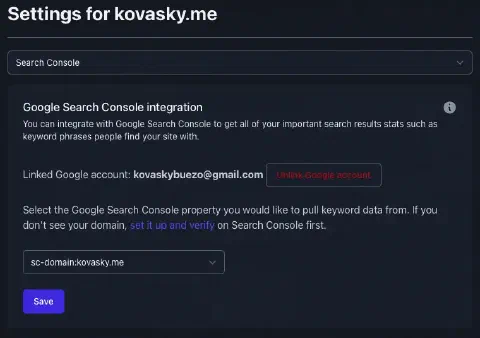 Settings for kovasky.me
Search Console
Google Search Console integration
You can integrate with Google Search Console to get all of your important search results stats such as
keyword phrases people find your site with.
Linked Google account: kovaskybuezo@gmail.com Unlink Google account
Select the Google Search Console property you would like to pull keyword data from. If you
don't see your domain, set it up and verify on Search Console first.
sc-domain:kovasky.me
Save